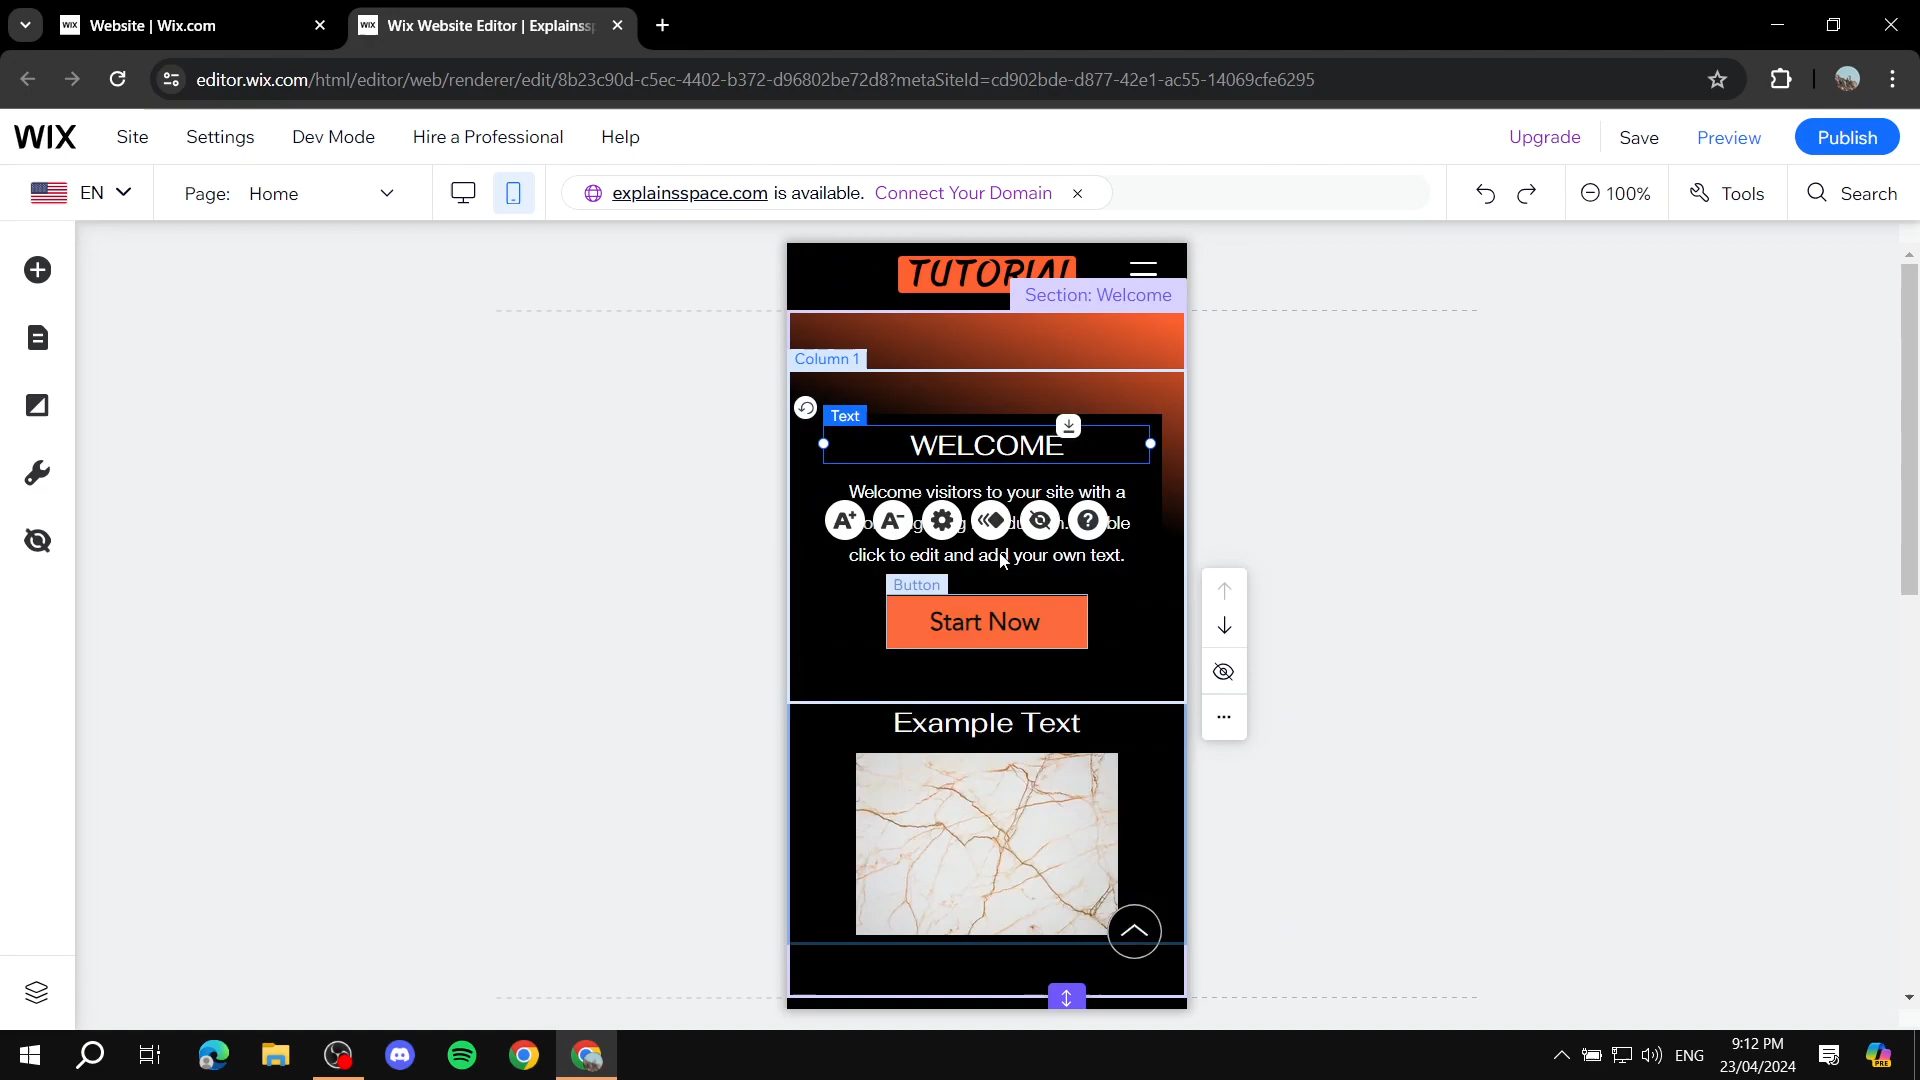 Website | Wix.com
Wix Website Editor | Explainss
editor.wix.com/html/editor/web/renderer/edit/8b23c90d-c5ec-4402-b372-d96802be72d8?metaSiteId=cd902bde-d877-42e1-ac55-14069cfe6295
WIX Site Settings Dev Mode Hire a Professional Help Upgrade Save Preview Publish
EN Page: Home explainsspace.com is available. Connect Your Domain 100% Tools Search
TUTORIAL
Section: Welcome
Column 1
Text
WELCOME
Welcome visitors to your site with a
click to edit and add your own text.
Button
Start Now
Example Text
ENG
9:12 PM
23/04/2024
PRE